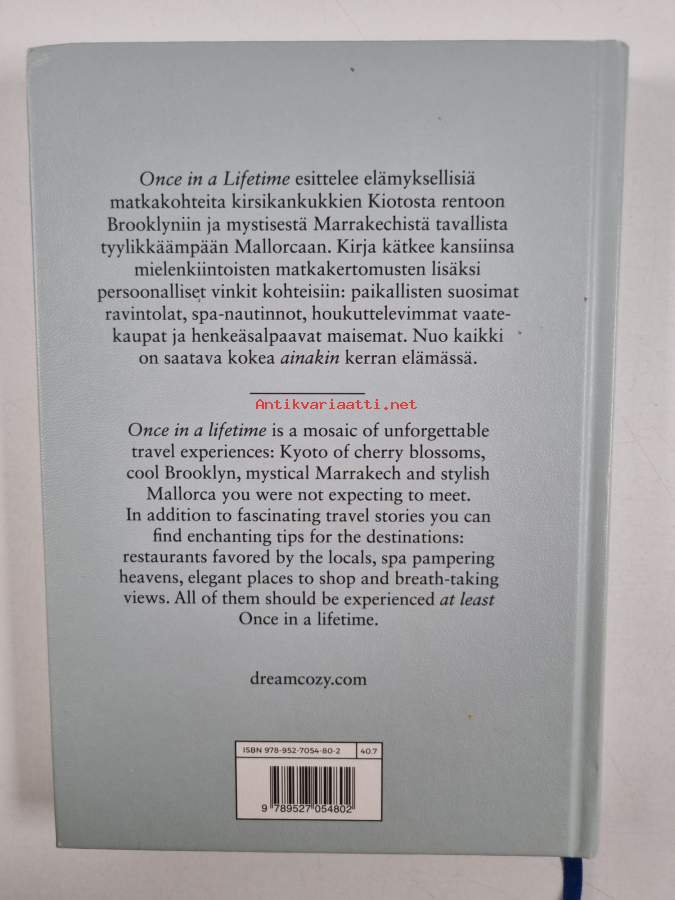 Once in a Lifetime esittelee elämyksellisiä
matkakohteita kirsikankukkien Kiotosta rentoon
Brooklyniin ja mystisestä Marrakechistä tavallista
tyylikkäämpään Mallorcaan. Kirja kätkee kansiinsa
mielenkiintoisten matkakertomusten lisäksi
persoonalliset vinkit kohteisiin: paikallisten suosimat
ravintolat, spa-nautinnot, houkuttelevimmat vaate-
kaupat ja henkeäsalpaavat maisemat. Nuo kaikki
on saatava kokea ainakin kerran elämässä.
Antikvariaatti.net
Once in a lifetime is a mosaic of unforgettable
travel experiences: Kyoto of cherry blossoms,
cool Brooklyn, mystical Marrakech and stylish
Mallorca you were not expecting to meet.
In addition to fascinating travel stories you can
find enchanting tips for the destinations:
restaurants favored by the locals, spa pampering
heavens, elegant places to shop and breath-taking
views. All of them should be experienced at least
Once in a lifetime.
dreamcozy.com
ISBN 978-952-7054-80-2 40.7
9 789527 054802